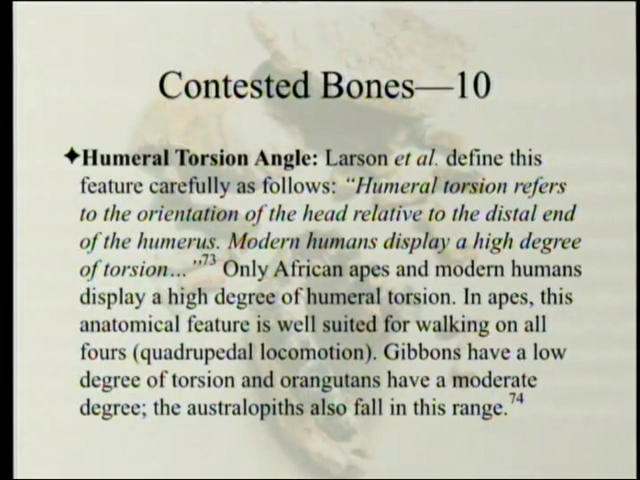 Contested Bones—10
✦Humeral Torsion Angle: Larson et al. define this
feature carefully as follows: “Humeral torsion refers
to the orientation of the head relative to the distal end
of the humerus. Modern humans display a high degree
of torsion... ”73 Only African apes and modern humans
display a high degree of humeral torsion. In apes, this
anatomical feature is well suited for walking on all
fours (quadrupedal locomotion). Gibbons have a low
degree of torsion and orangutans have a moderate
degree; the australopiths also fall in this range.74